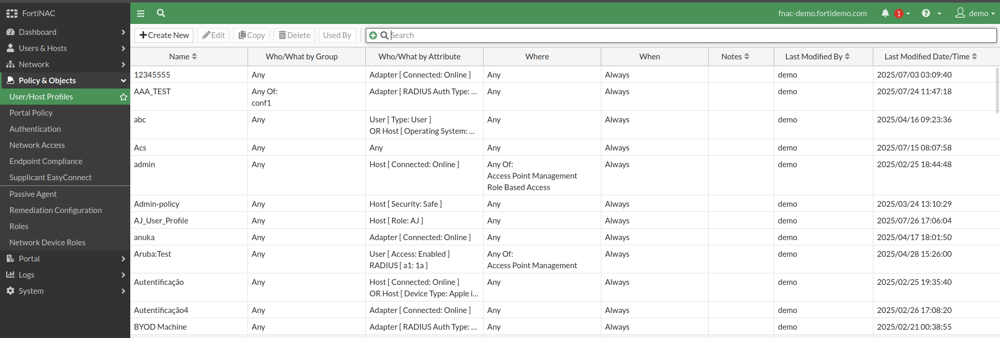 FortiNAC
fnac-demo.fortidemo.com 1 demo
Dashboard
Users & Hosts
Network
Policy & Objects
User/Host Profiles
Portal Policy
Authentication
Network Access
Endpoint Compliance
Supplicant EasyConnect
Passive Agent
Remediation Configuration
Roles
Network Device Roles
Portal
Logs
System
Create New Edit Copy Delete Used By Search
Name Who/What by Group Who/What by Attribute Where When Notes Last Modified By Last Modified Date/Time
12345555 Any Adapter [ Connected: Online ] Any Always demo 2025/07/03 03:09:40
AAA_TEST Any Of: Adapter [ RADIUS Auth Type: ... Any Always demo 2025/07/24 11:47:18
conf1
abc Any User [ Type: User ] Any Always demo 2025/04/16 09:23:36
OR Host [ Operating System: ...
Acs Any Any Any Always demo 2025/07/15 08:07:58
admin Any Host [ Connected: Online ] Any Of: Always demo 2025/02/25 18:44:48
Access Point Management
Role Based Access
Admin-policy Any Host [ Security: Safe ] Any Always demo 2025/03/24 13:10:29
AJ_User_Profile Any Host [ Role: AJ ] Any Always demo 2025/07/26 17:06:04
anuka Any Adapter [ Connected: Online ] Any Always demo 2025/04/17 18:01:50
Aruba:Test Any User [ Access: Enabled ] Any Of: Always demo 2025/04/28 15:26:00
RADIUS [ a1: 1a ] Access Point Management
Autentificação Any Host [ Connected: Online ] Any Always demo 2025/02/25 19:35:40
OR Host [ Device Type: Apple i...
Autentificação4 Any Adapter [ Connected: Online ] Any Always demo 2025/02/26 17:08:20
BYOD Machine Any Adapter [ RADIUS Auth Type: ... Any Always demo 2025/02/21 00:38:55